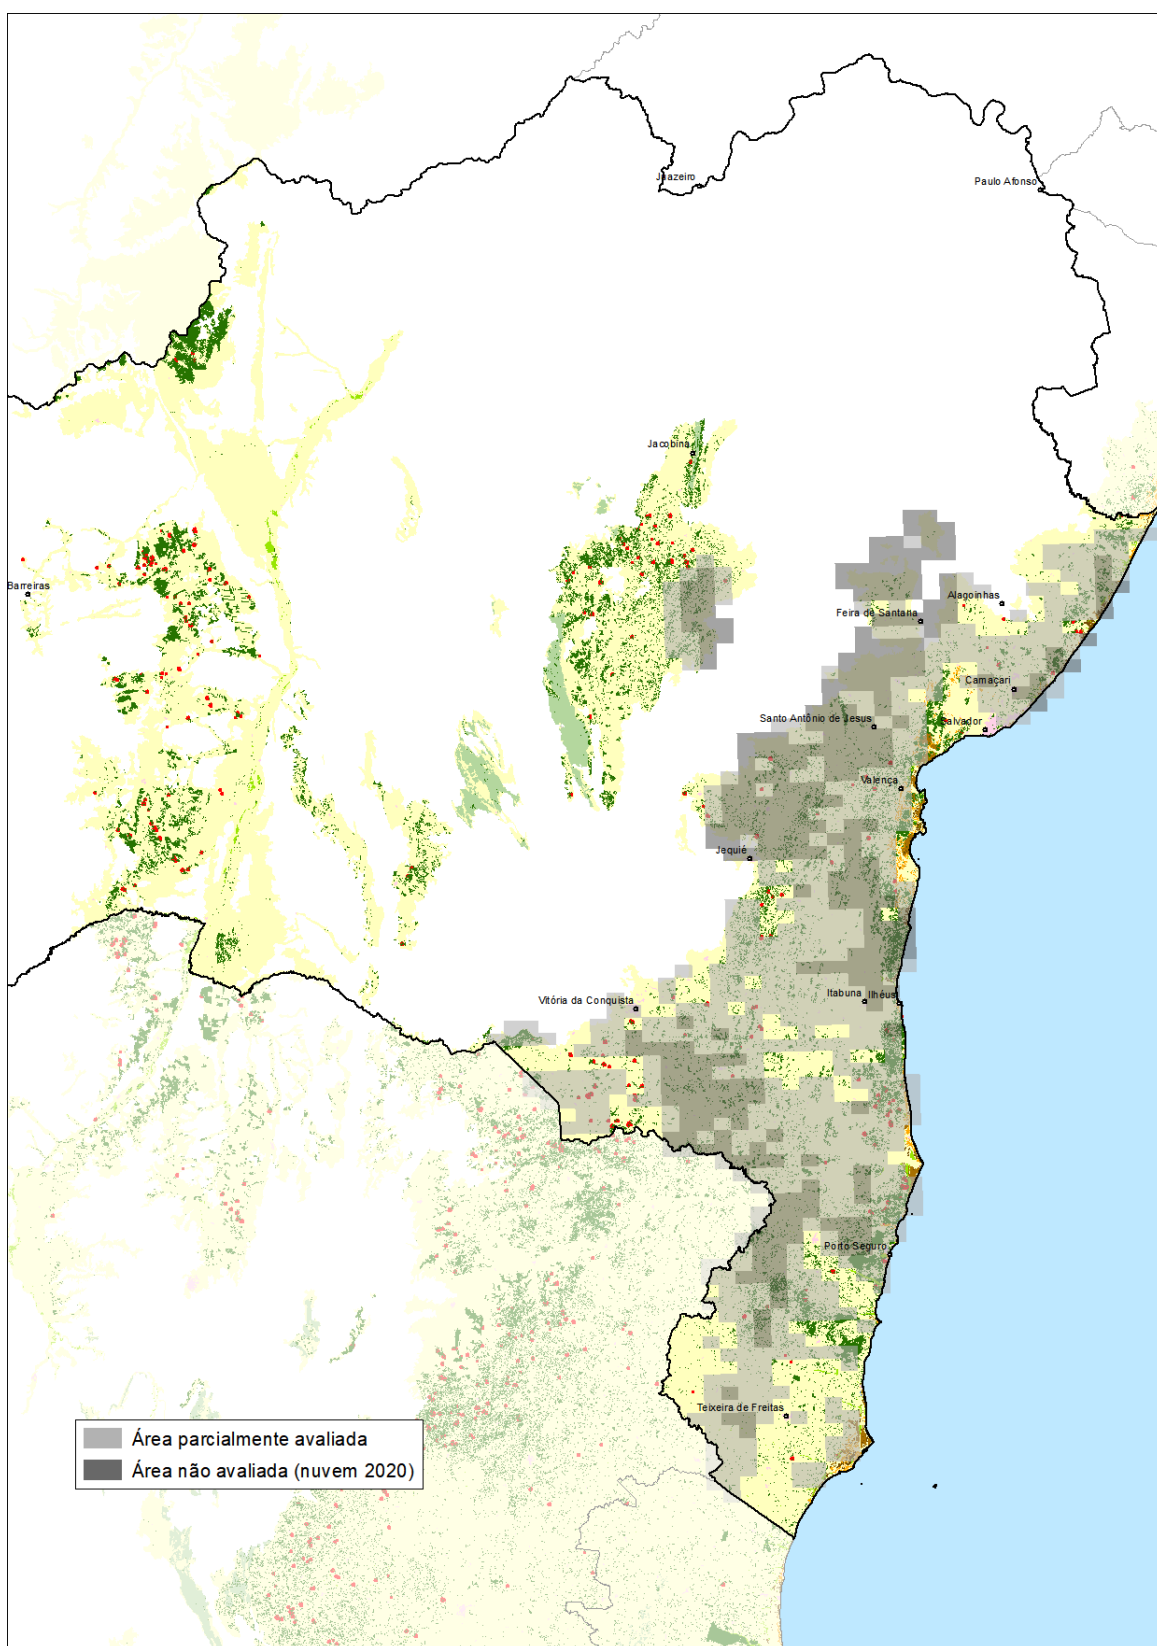 Juazeiro
Paulo Afonso
Jacobina
Barreiras
Alagoinhas
Feira de Santana
Camaçari
Santo Antônio de Jesus
Salvador
Valença
Jequié
Itabuna
Ilhéus
Vitória da Conquista
Porto Seguro
Teixeira de Freitas
Área parcialmente avaliada
Área não avaliada (nuvem 2020)